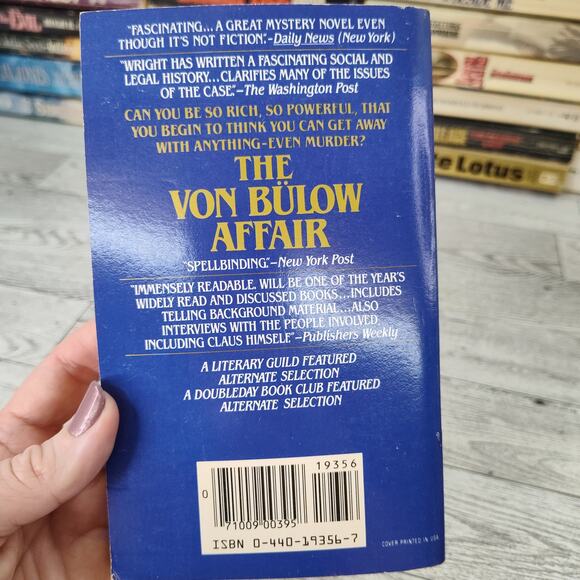 "FASCINATING... A GREAT MYSTERY NOVEL EVEN
THOUGH IT'S NOT FICTION."-Daily News (New York)
"WRIGHT HAS WRITTEN A FASCINATING SOCIAL AND
LEGAL HISTORY...CLARIFIES MANY OF THE ISSUES
OF THE CASE."-The Washington Post
CAN YOU BE SO RICH, SO POWERFUL, THAT
YOU BEGIN TO THINK YOU CAN GET AWAY
WITH ANYTHING-EVEN MURDER?
THE
VON BÜLOW
AFFAIR
"SPELLBINDING."-New York Post
"IMMENSELY READABLE. WILL BE ONE OF THE YEAR'S
WIDELY READ AND DISCUSSED BOOKS...INCLUDES
TELLING BACKGROUND MATERIAL...ALSO
INTERVIEWS WITH THE PEOPLE INVOLVED
INCLUDING CLAUS HIMSELF."-Publishers Weekly
A LITERARY GUILD FEATURED
ALTERNATE SELECTION
A DOUBLEDAY BOOK CLUB FEATURED
ALTERNATE SELECTION
19356
0
71009 00395
ISBN 0-440-19356-7
COVER PRINTED IN USA
Lotus